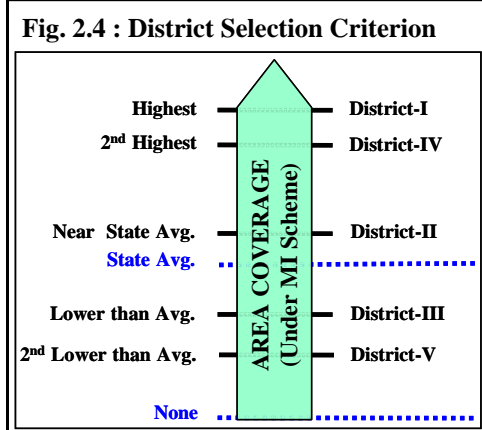 Fig. 2.4 : District Selection Criterion
Highest
District-I
2nd Highest
District-IV
Near State Avg.
District-II
State Avg.
Lower than Avg.
District-III
2nd Lower than Avg.
District-V
None
AREA COVERAGE
(Under MI Scheme)